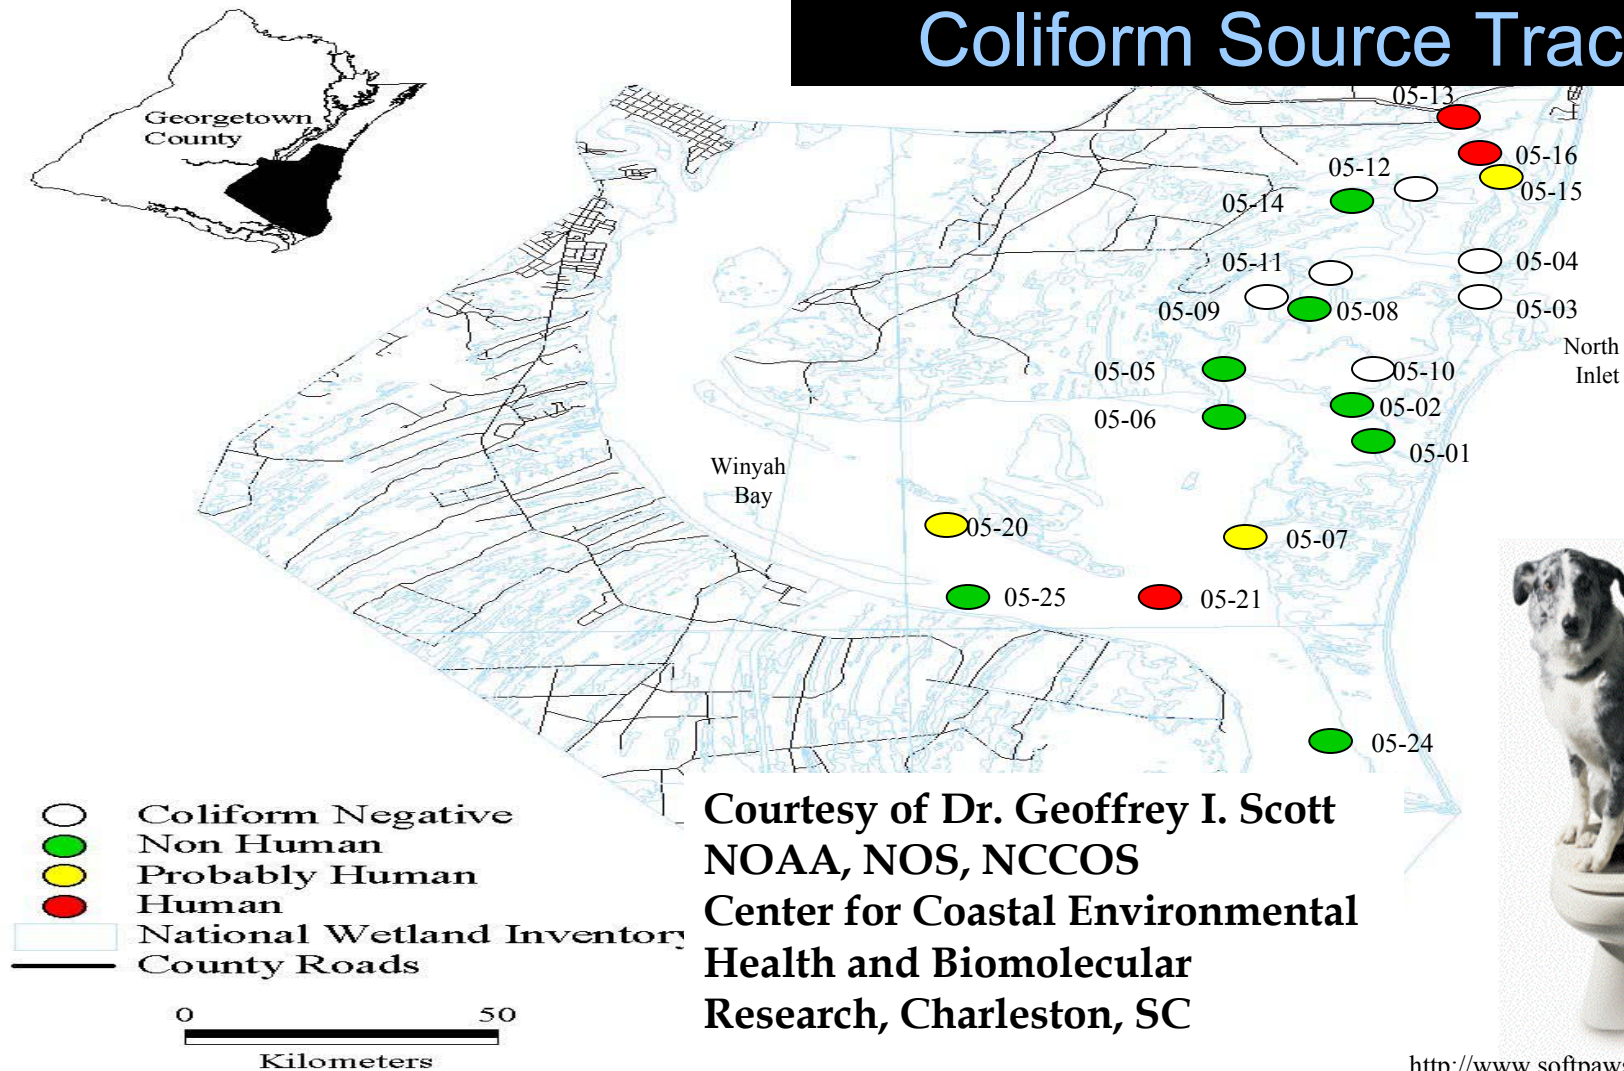 Coliform Source Trac
Georgetown
County
05-13
05-16
05-12
05-15
05-14
05-11
05-04
05-09
05-08
05-03
North
Inlet
05-05
05-10
05-02
05-06
05-01
Winyah
Bay
05-20
05-07
05-25
05-21
05-24
Coliform Negative
Non Human
Probably Human
Human
National Wetland Inventory
County Roads
0 50
Kilometers
Courtesy of Dr. Geoffrey I. Scott
NOAA, NOS, NCCOS
Center for Coastal Environmental
Health and Biomolecular
Research, Charleston, SC
http://www.softpaws